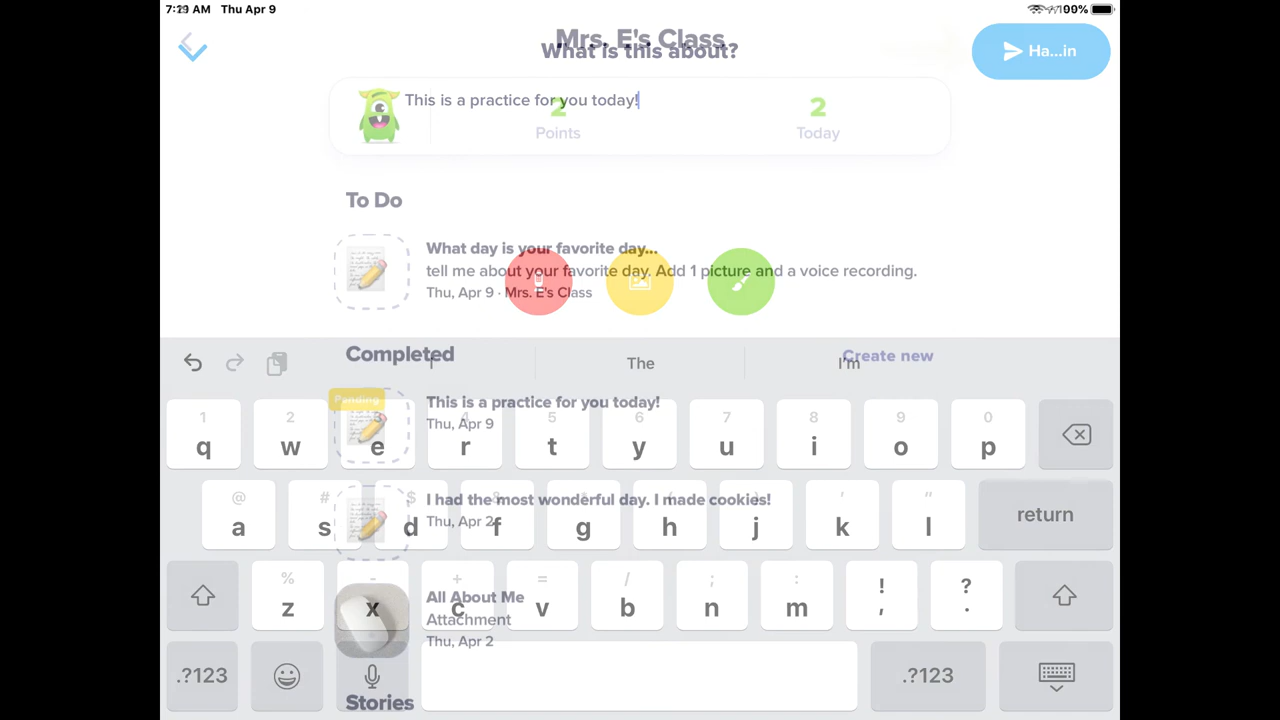 7:29 AM Thu Apr 9
100%
Mrs. E's Class
What is this about?
Ha...in
This is a practice for you today!
2
Points
2
Today
To Do
What day is your favorite day...
tell me about your favorite day. Add 1 picture and a voice recording.
Thu, Apr 9 · Mrs. E's Class
Completed
Create new
I
The
I'm
Pending
This is a practice for you today!
Thu, Apr 9
1 2 3 4 5 6 7 8 9 0
q w e r t y u i o p
I had the most wonderful day. I made cookies!
Thu, Apr 2
@ # $ ' "
a s d f g h j k l return
All About Me
Attachment
Thu, Apr 2
% - + = / ; : ! ?
z x c v b n m , .
.?123 .?123
Stories